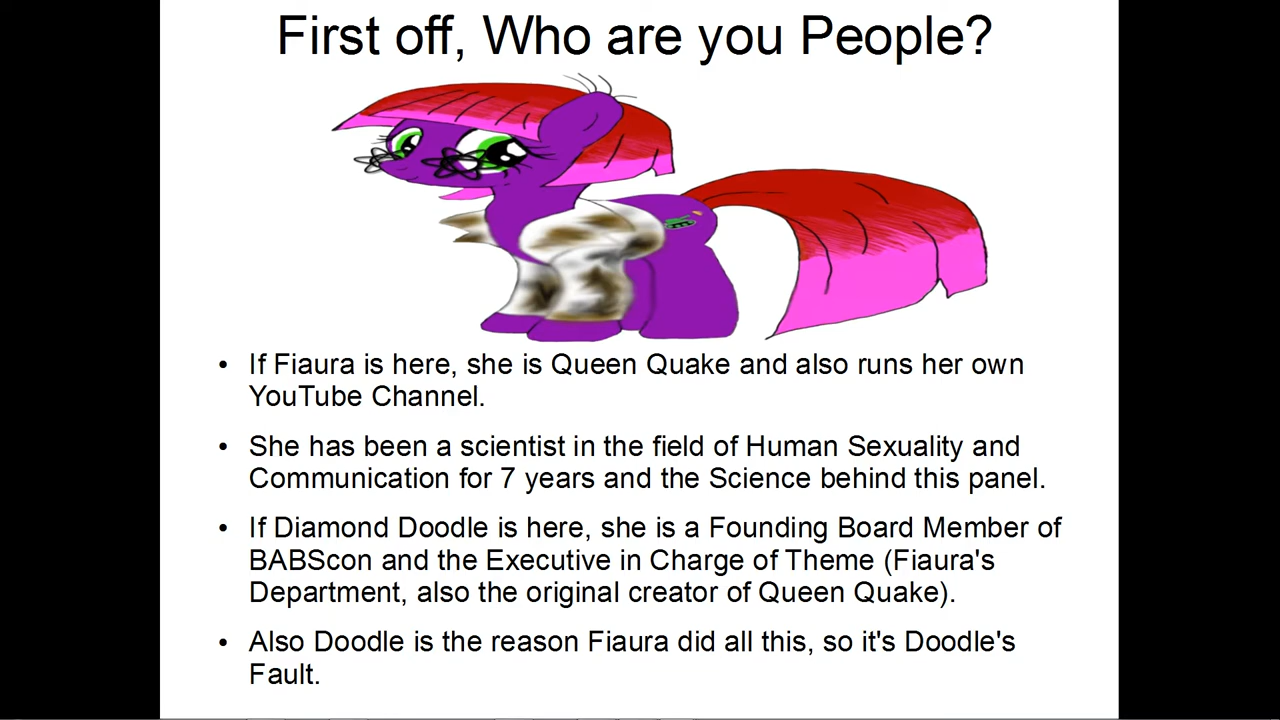 First off, Who are you People?
• If Fiaura is here, she is Queen Quake and also runs her own
YouTube Channel.
• She has been a scientist in the field of Human Sexuality and
Communication for 7 years and the Science behind this panel.
• If Diamond Doodle is here, she is a Founding Board Member of
BABScon and the Executive in Charge of Theme (Fiaura's
Department, also the original creator of Queen Quake).
• Also Doodle is the reason Fiaura did all this, so it's Doodle's
Fault.